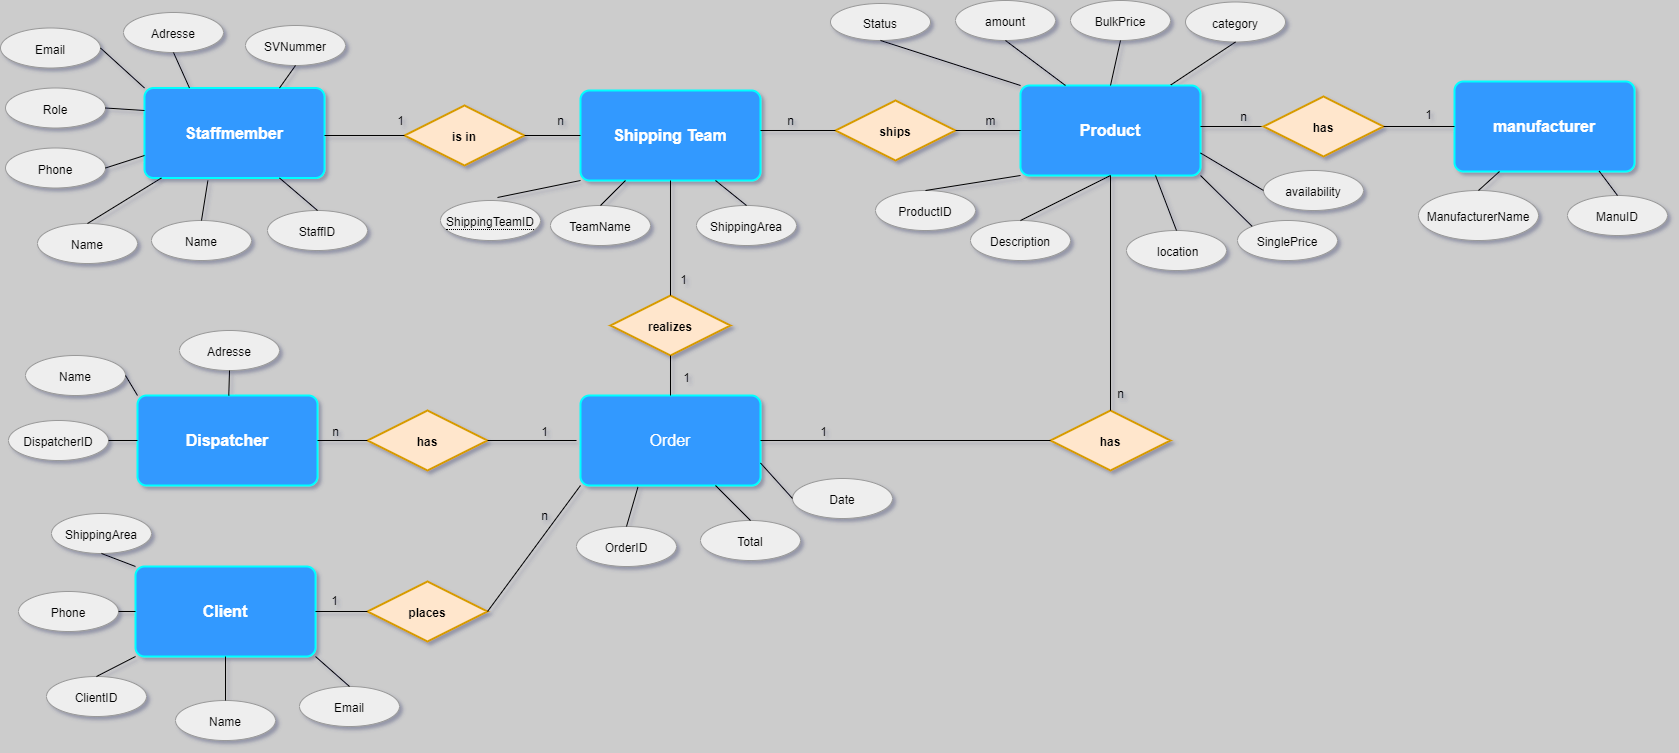 Status
amount
BulkPrice
category
Email
Adresse
SVNummer
Role
Staffmember
1
is in
n
Shipping Team
n
ships
m
Product
n
has
1
manufacturer
Phone
Name
Name
StaffID
ShippingTeamID
TeamName
ShippingArea
ProductID
Description
location
SinglePrice
availability
ManufacturerName
ManuID
1
realizes
1
Name
Adresse
DispatcherID
Dispatcher
n
has
1
Order
1
n
has
Date
OrderID
Total
n
ShippingArea
Phone
Client
1
places
ClientID
Name
Email